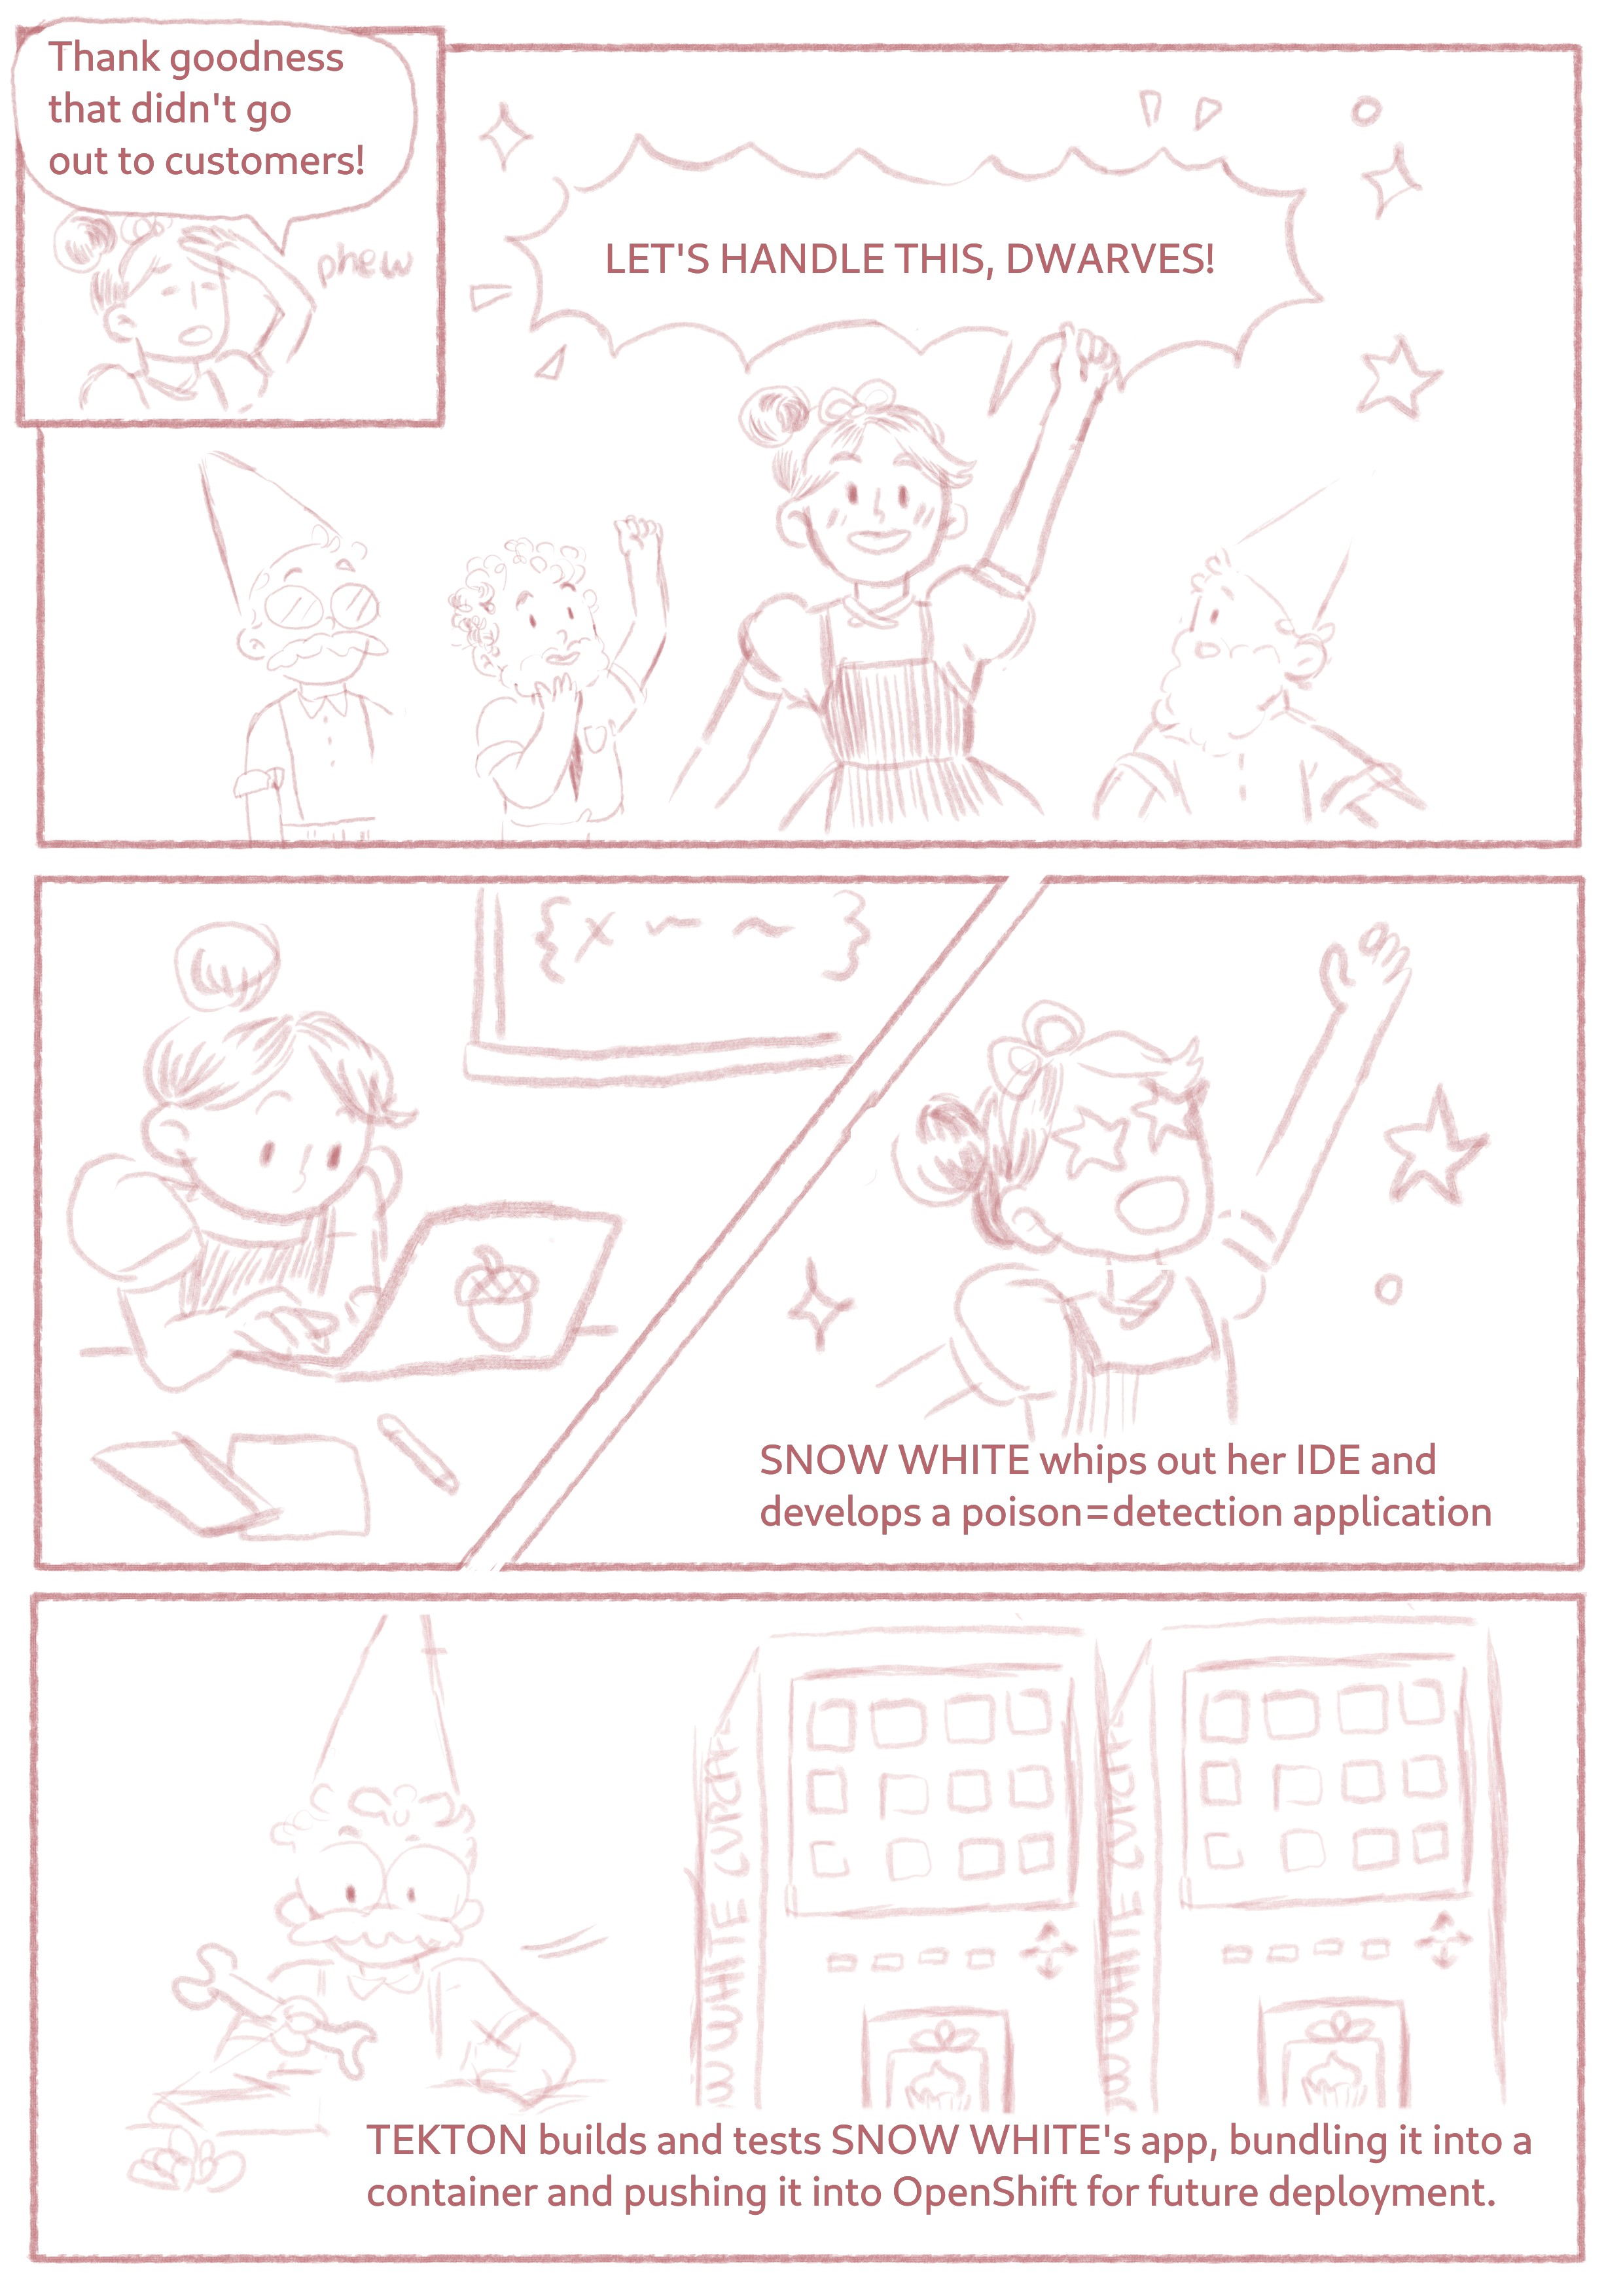 Thank goodness
that didn't go
out to customers!
phew
LET'S HANDLE THIS, DWARVES!
{x ~ ~ }
SNOW WHITE whips out her IDE and
develops a poison=detection application
WHITE
WHITE
TEKTON builds and tests SNOW WHITE's app, bundling it into a
container and pushing it into OpenShift for future deployment.